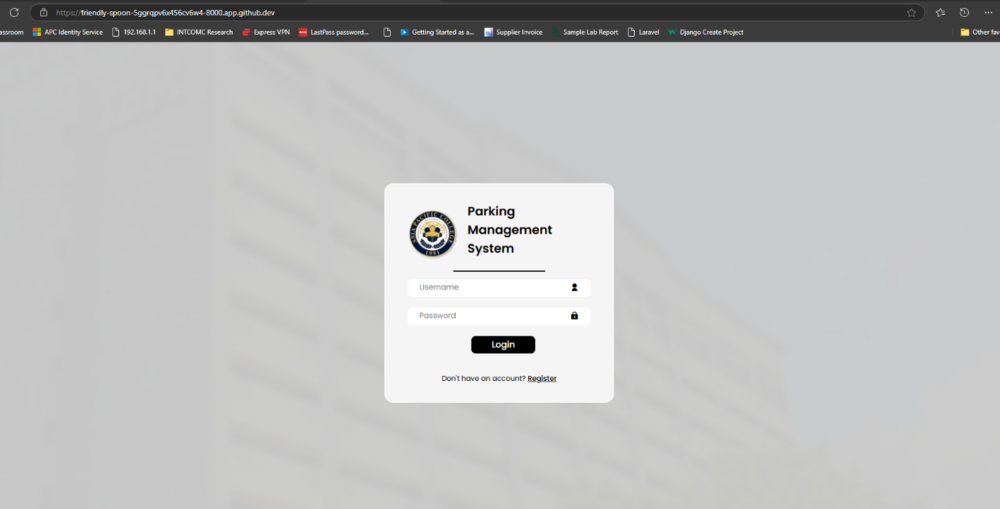 https://friendly-spoon-5ggrqpv6x456cv6w4-8000.app.github.dev
assroom APC Identity Service 192.168.1.1 INTCOMC Research Express VPN LastPass password... Getting Started as a... Supplier Invoice Sample Lab Report Laravel Django Create Project Other fav
ASIA PACIFIC COLLEGE
1991
Parking
Management
System
Username
Password
Login
Don't have an account? Register